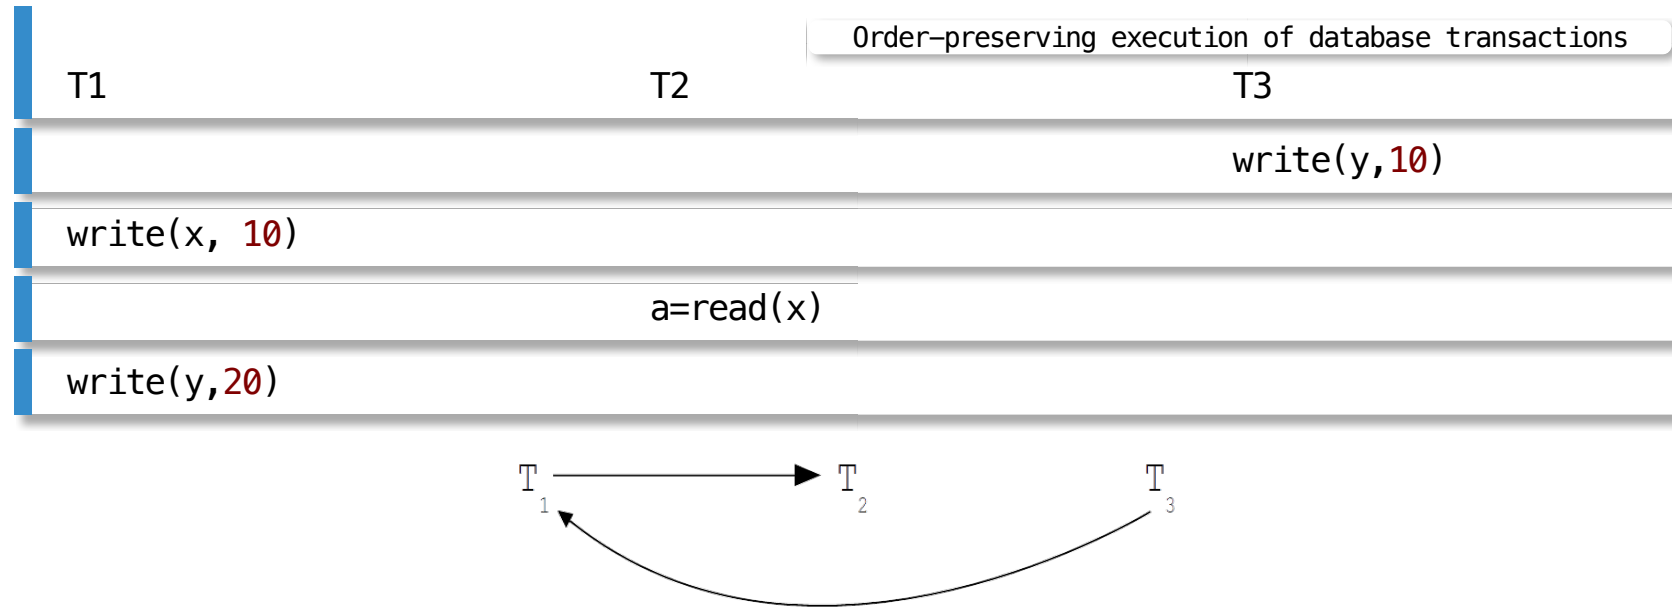 Order-preserving execution of database transactions
T1 T2 T3
write(y,10)
write(x, 10)
a=read(x)
write(y,20)
T1 T2 T3